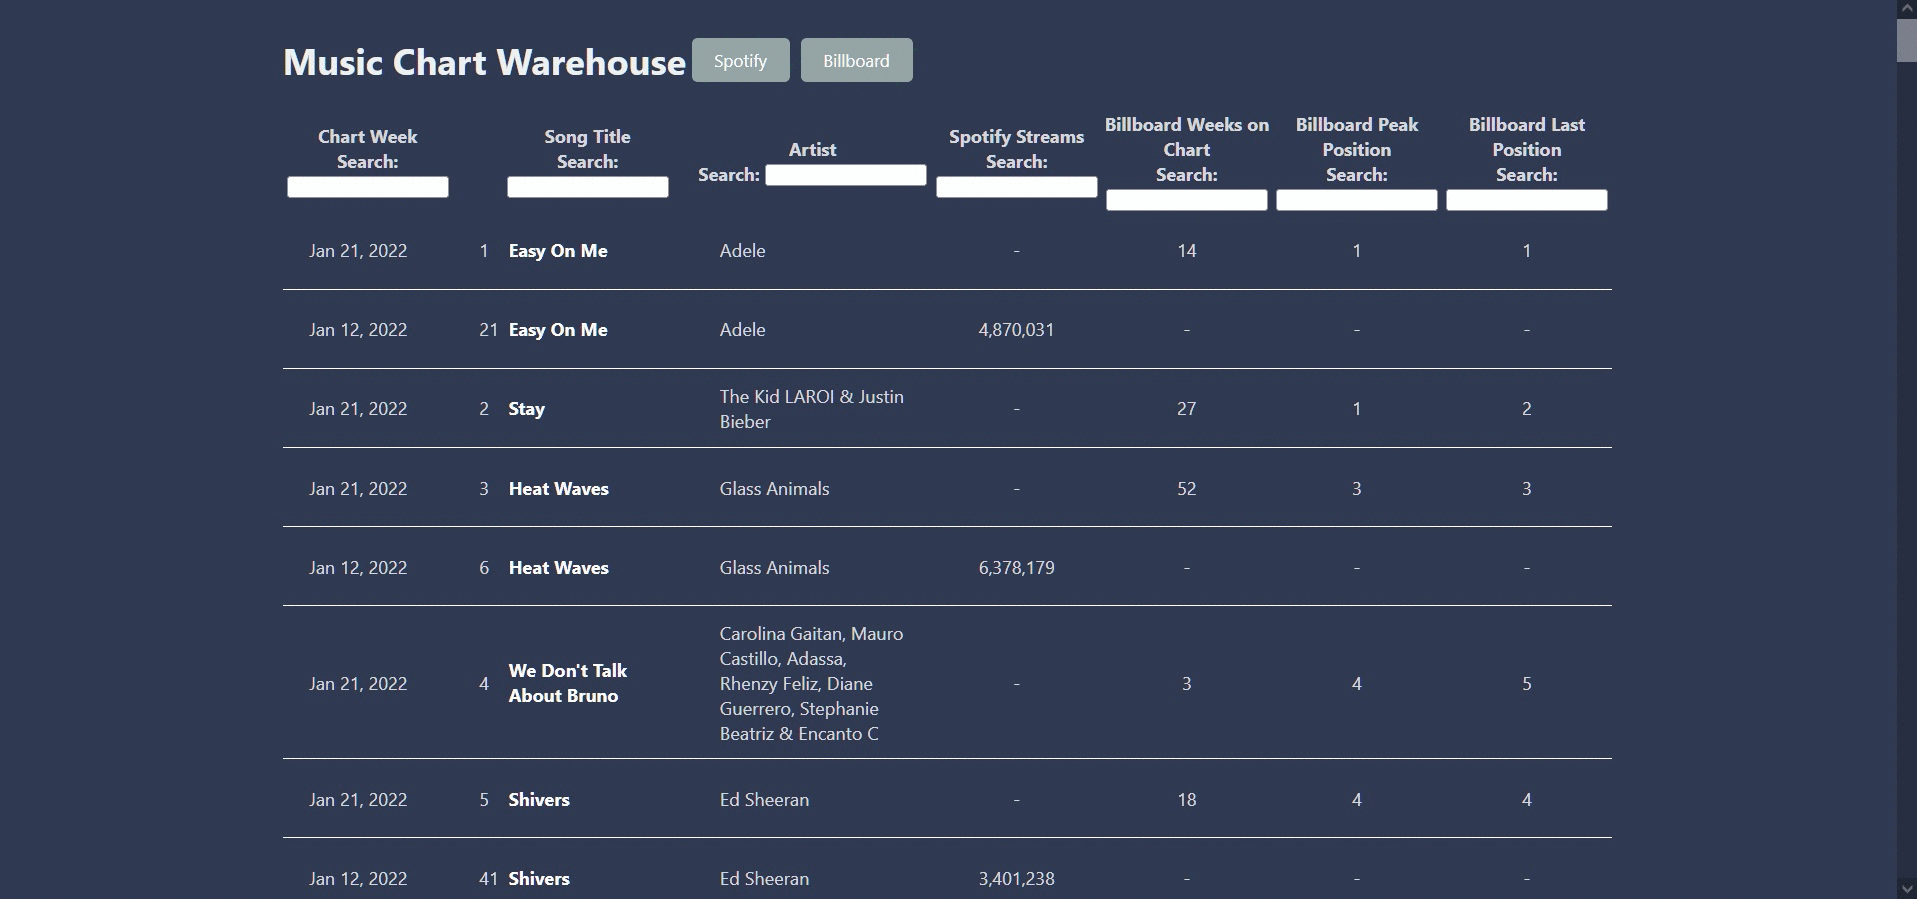 Music Chart Warehouse Spotify Billboard
Chart Week
Search:
Song Title
Search:
Artist
Search:
Spotify Streams
Search:
Billboard Weeks on
Chart
Search:
Billboard Peak
Position
Search:
Billboard Last
Position
Search:
Jan 21, 2022 1 Easy On Me Adele - 14 1 1
Jan 12, 2022 21 Easy On Me Adele 4,870,031 - - -
Jan 21, 2022 2 Stay The Kid LAROI & Justin
Bieber - 27 1 2
Jan 21, 2022 3 Heat Waves Glass Animals - 52 3 3
Jan 12, 2022 6 Heat Waves Glass Animals 6,378,179 - - -
Jan 21, 2022 4 We Don't Talk
About Bruno
Carolina Gaitan, Mauro
Castillo, Adassa,
Rhenzy Feliz, Diane
Guerrero, Stephanie
Beatriz & Encanto C
- 3 4 5
Jan 21, 2022 5 Shivers Ed Sheeran - 18 4 4
Jan 12, 2022 41 Shivers Ed Sheeran 3,401,238 - - -